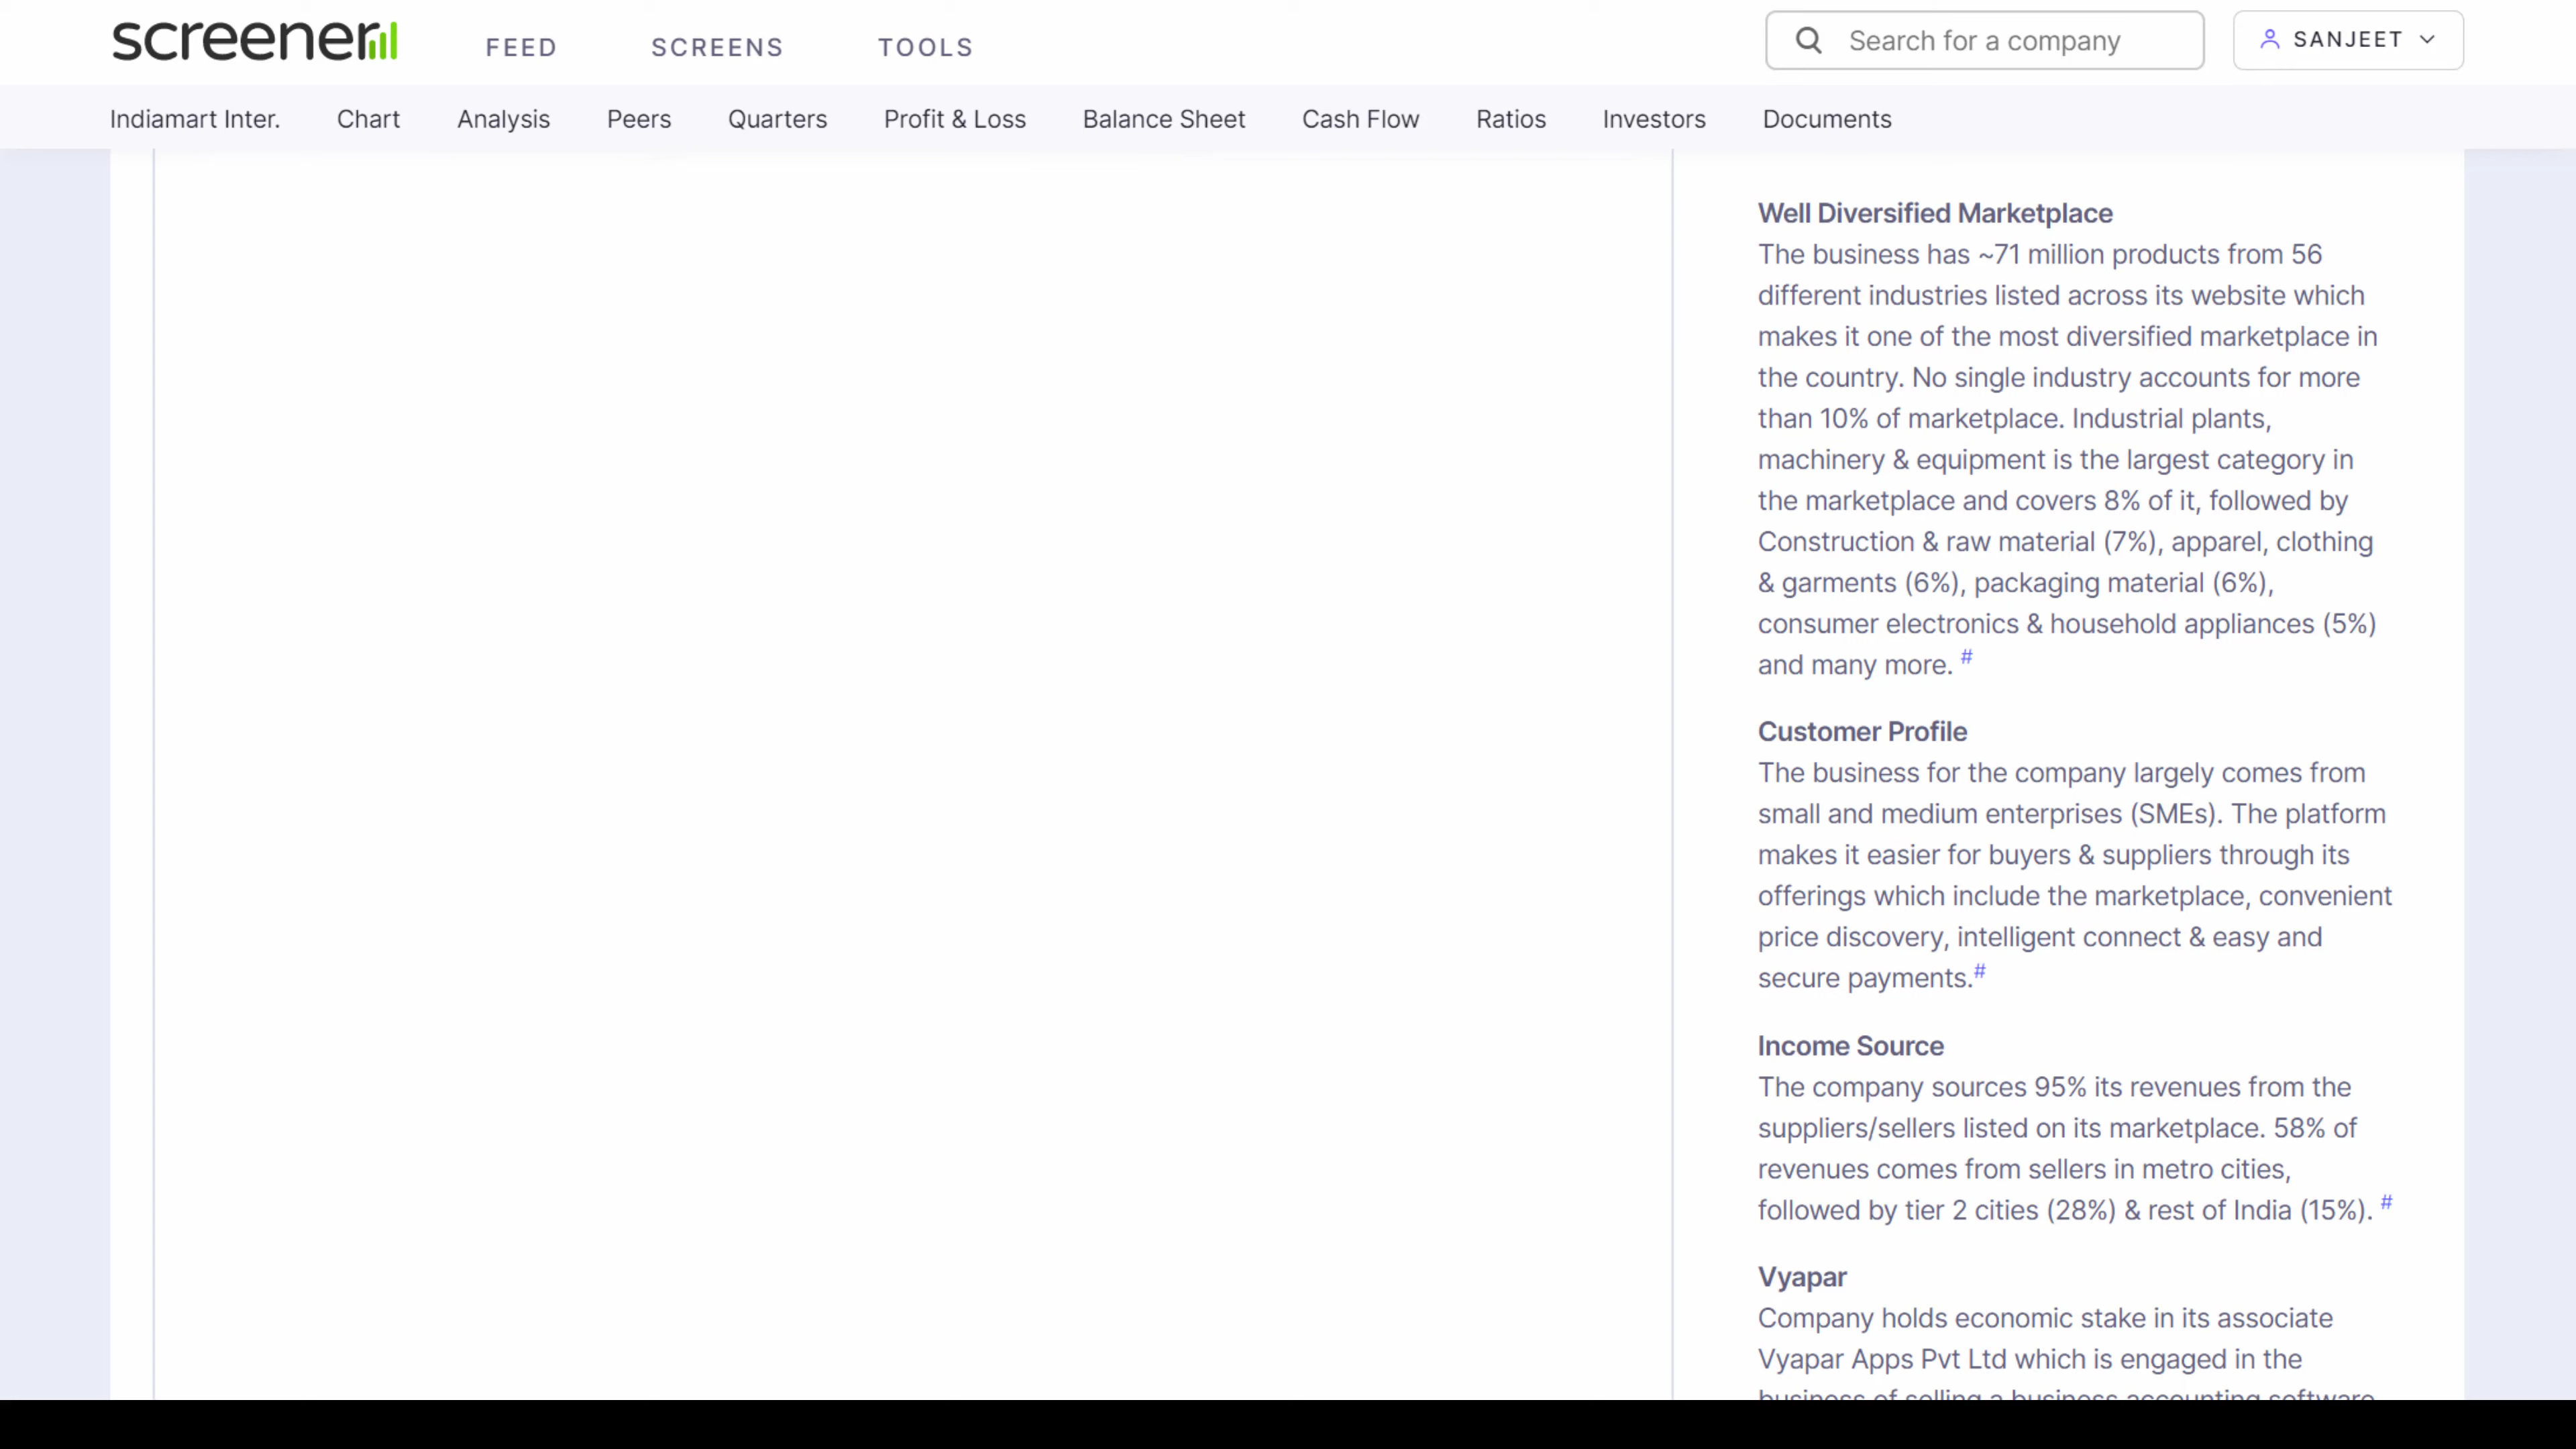 screener
FEED
SCREENS
TOOLS
Search for a company
SANJEET
Indiamart Inter.
Chart
Analysis
Peers
Quarters
Profit & Loss
Balance Sheet
Cash Flow
Ratios
Investors
Documents
Well Diversified Marketplace
The business has ~71 million products from 56
different industries listed across its website which
makes it one of the most diversified marketplace in
the country. No single industry accounts for more
than 10% of marketplace. Industrial plants,
machinery & equipment is the largest category in
the marketplace and covers 8% of it, followed by
Construction & raw material (7%), apparel, clothing
& garments (6%), packaging material (6%),
consumer electronics & household appliances (5%)
and many more. #
Customer Profile
The business for the company largely comes from
small and medium enterprises (SMEs). The platform
makes it easier for buyers & suppliers through its
offerings which include the marketplace, convenient
price discovery, intelligent connect & easy and
secure payments.#
Income Source
The company sources 95% its revenues from the
suppliers/sellers listed on its marketplace. 58% of
revenues comes from sellers in metro cities,
followed by tier 2 cities (28%) & rest of India (15%). #
Vyapar
Company holds economic stake in its associate
Vyapar Apps Pvt Ltd which is engaged in the
business of selling a business accounting software